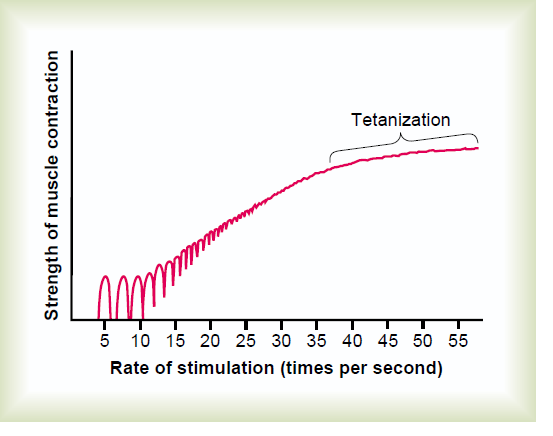 Strength of muscle contraction
Tetanization
5 10 15 20 25 30 35 40 45 50 55
Rate of stimulation (times per second)